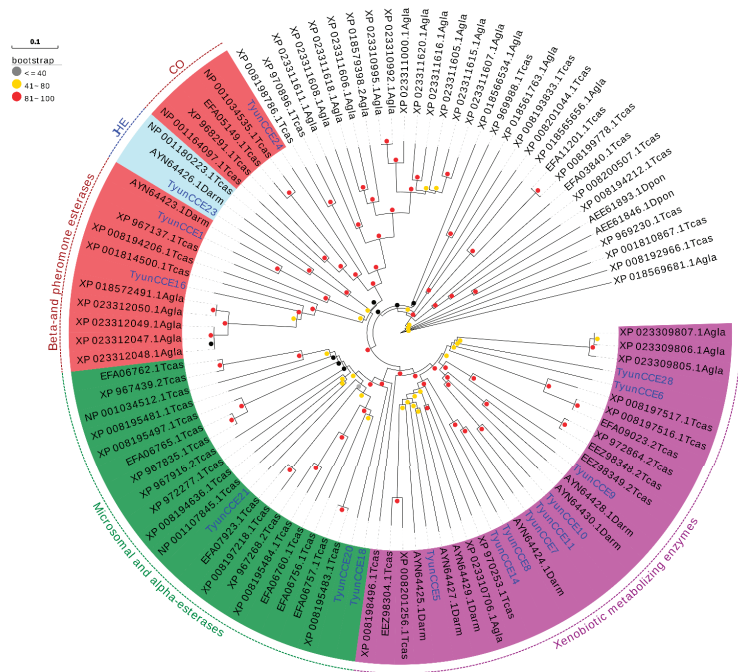 0.1
bootstrap
<=40
41~80
81~100
CO
JHE
Beta-and pheromone esterases
Microsomal and alpha-esterases
Xenobiotic metabolizing enzymes
XP 008198786.1Tcas
XP 970866.1Tcas
XP 023311611.1Agla
XP 023311608.1Agla
XP 023311618.1Agla
XP 023311606.1Agla
XP 018579398.2Agla
XP 023310995.1Agla
XP 023310992.1Agla
XP 023311000.1Agla
XP 023311620.1Agla
XP 023311616.1Agla
XP 023311605.1Agla
XP 023311615.1Agla
XP 023311607.1Agla
XP 018566534.1Agla
XP 969988.1Tcas
XP 018561763.1Agla
XP 008193833.1Tcas
XP 008201044.1Tcas
XP 018565656.1Agla
EFA11201.1Tcas
XP 008199778.1Tcas
EFA03840.1Tcas
XP 008200507.1Tcas
XP 008194212.1Tcas
AEE61893.1Dpon
AEE61846.1Dpon
XP 969230.1Tcas
XP 001810867.1Tcas
XP 008192966.1Tcas
XP 018569681.1Agla
XP 023309807.1Agla
XP 023309806.1Agla
XP 023309805.1Agla
TyunCCE28
TyunCCE6
XP 008197517.1Tcas
XP 008197516.1Tcas
EFA09023.2Tcas
XP 972864.2Tcas
EEZ98348.2Tcas
EEZ98349.2Tcas
TyunCCE9
AYN64428.1Darm
AYN64430.1Darm
TyunCCE10
TyunCCE11
TyunCCE7
AYN64424.1Darm
TyunCCE8
TyunCCE14
XP 970253.1Tcas
XP 023310706.1Agla
AYN64429.1Darm
AYN64427.1Darm
TyunCCE5
AYN64425.1Darm
XP 008201256.1Tcas
EEZ98304.1Tcas
XP 008198496.1Tcas
TyunCCE18
TyunCCE20
XP 008195483.1Tcas
EFA06757.1Tcas
EFA06756.1Tcas
EFA06760.1Tcas
XP 008195484.1Tcas
XP 967266.2Tcas
XP 008197218.1Tcas
EFA07923.1Tcas
TyunCCE21
NP 001107845.1Tcas
XP 008194636.1Tcas
XP 972277.1Tcas
XP 967916.2Tcas
XP 967835.1Tcas
EFA06765.1Tcas
XP 008195497.1Tcas
XP 008195481.1Tcas
NP 001034512.1Tcas
XP 967439.2Tcas
EFA06762.1Tcas
XP 023312048.1Agla
XP 023312047.1Agla
XP 023312049.1Agla
XP 023312050.1Agla
XP 018572491.1Agla
TyunCCE16
XP 001814500.1Tcas
XP 008194206.1Tcas
XP 967137.1Tcas
TyunCCE1
AYN64423.1Darm
TyunCCE23
AYN64426.1Darm
NP 001180223.1Tcas
NP 001164097.1Tcas
XP 968291.1Tcas
EFA05149.1Tcas
NP 001034535.1Tcas
TyunCCE24